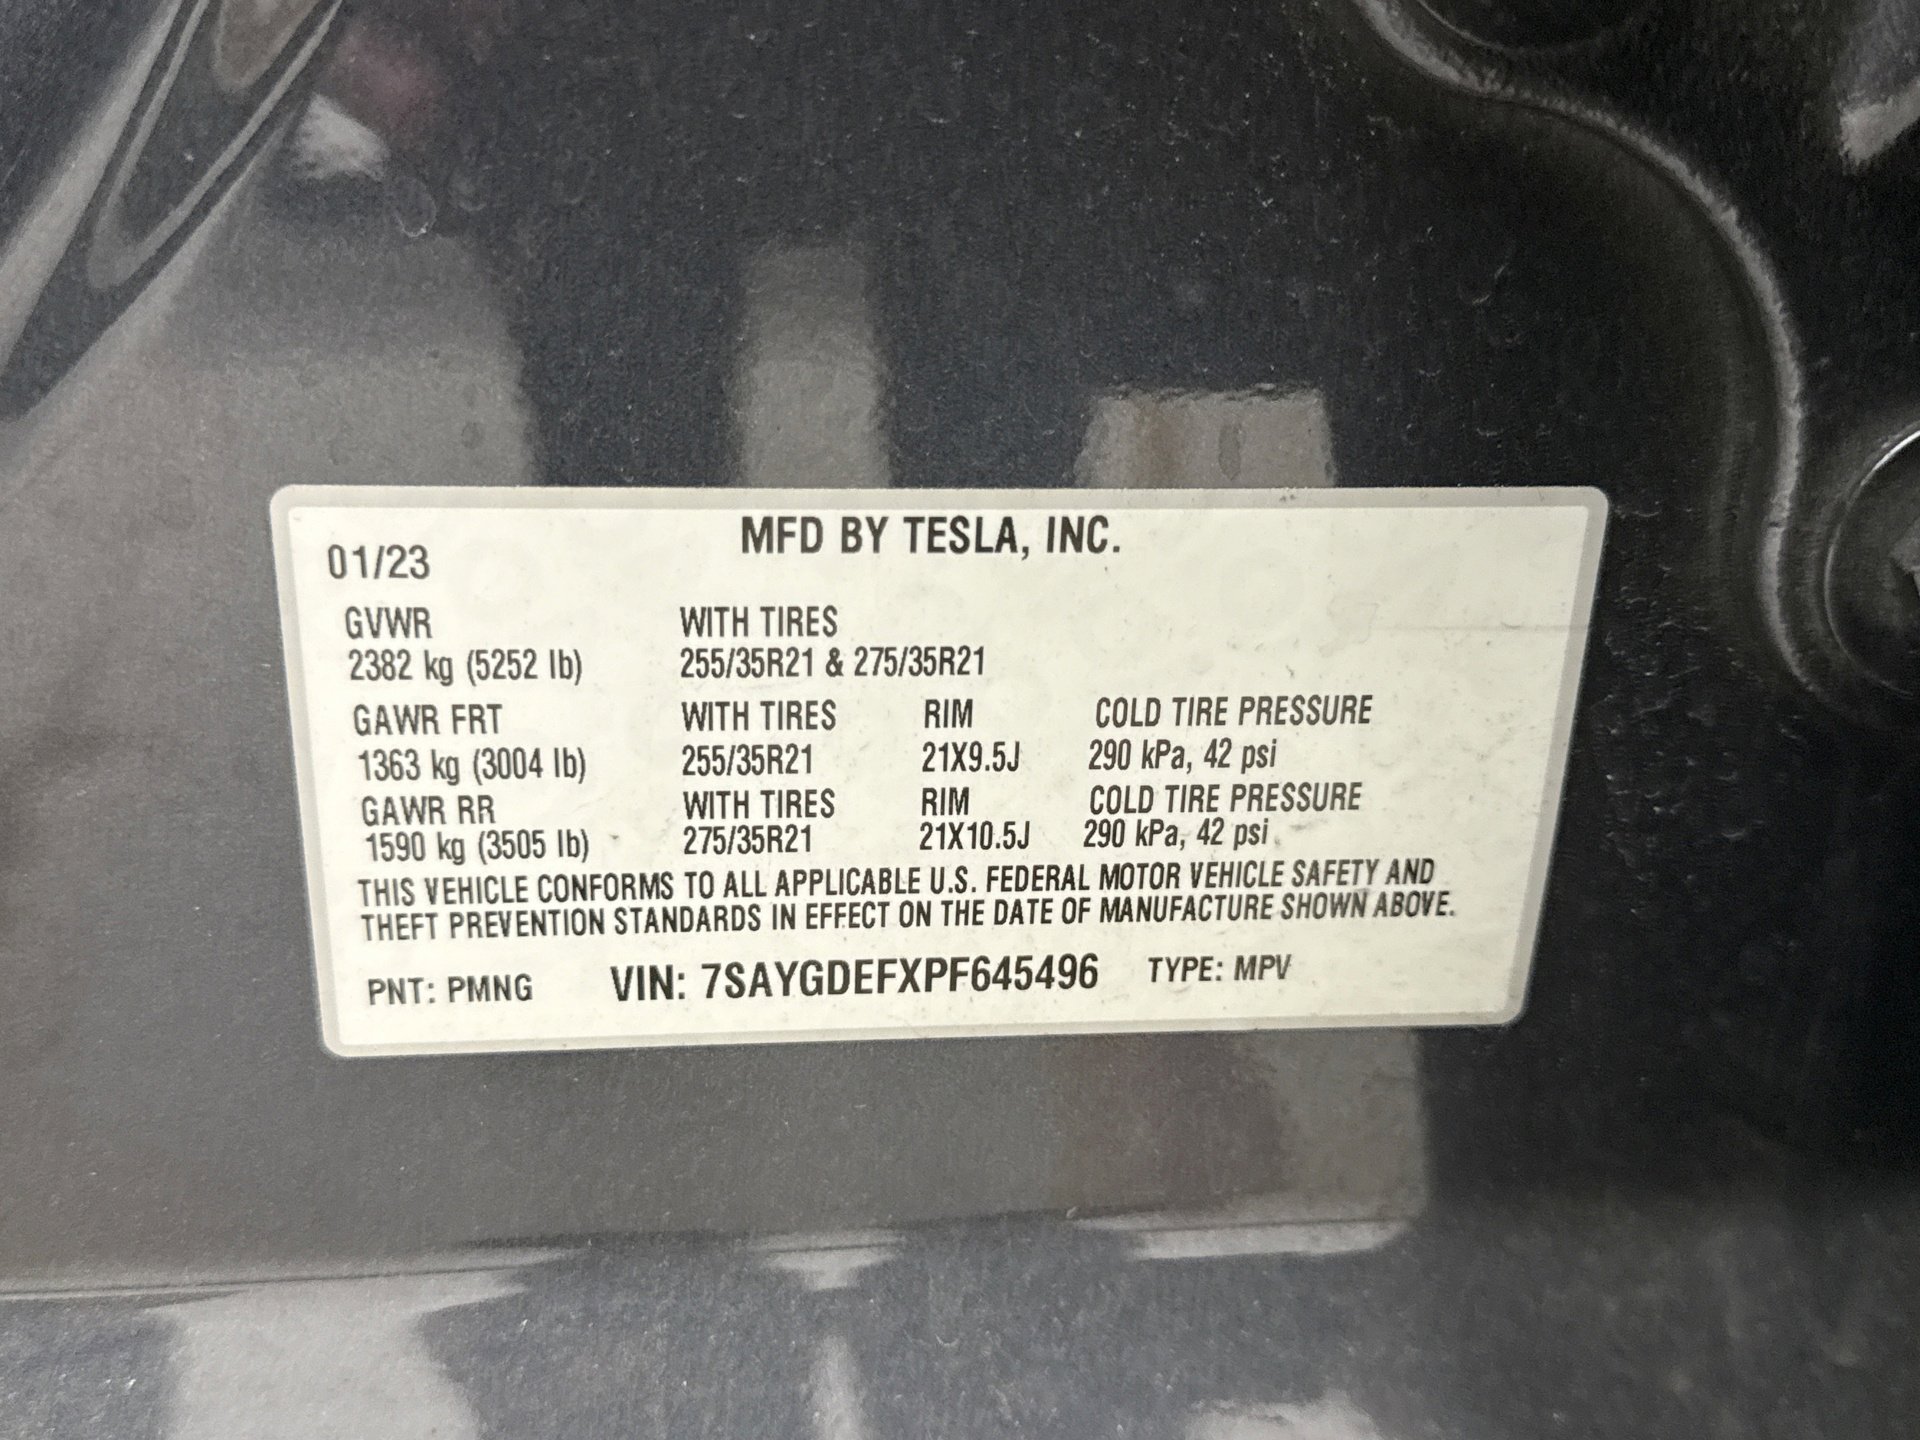 MFD BY TESLA, INC.
01/23
GVWR WITH TIRES
2382 kg (5252 lb) 255/35R21 & 275/35R21
GAWR FRT WITH TIRES RIM COLD TIRE PRESSURE
1363 kg (3004 lb) 255/35R21 21X9.5J 290 kPa, 42 psi
GAWR RR WITH TIRES RIM COLD TIRE PRESSURE
1590 kg (3505 lb) 275/35R21 21X10.5J 290 kPa, 42 psi
THIS VEHICLE CONFORMS TO ALL APPLICABLE U.S. FEDERAL MOTOR VEHICLE SAFETY AND
THEFT PREVENTION STANDARDS IN EFFECT ON THE DATE OF MANUFACTURE SHOWN ABOVE.
PNT: PMNG VIN: 7SAYGDEFXPF645496 TYPE: MPV